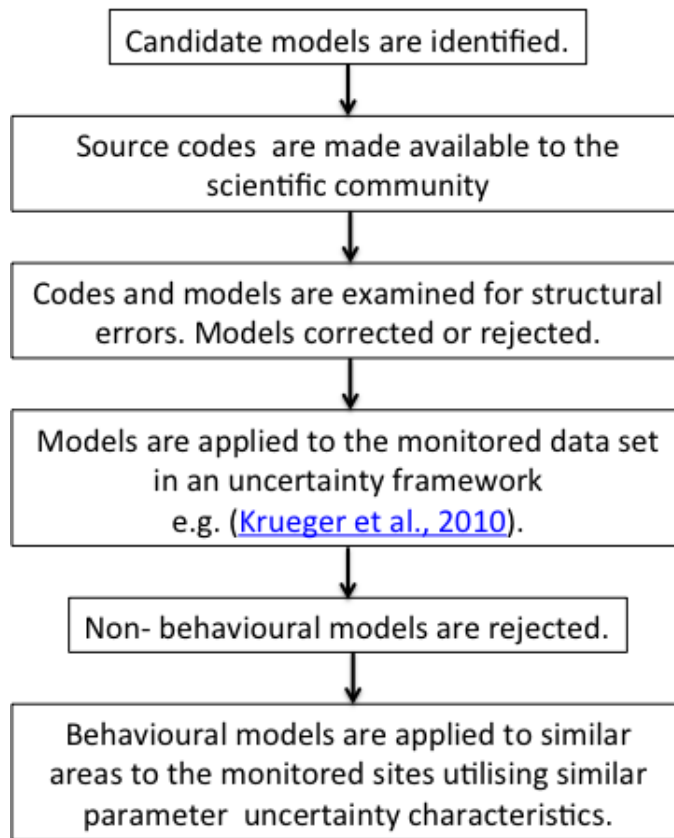 Candidate models are identified.
Source codes are made available to the
scientific community
Codes and models are examined for structural
errors. Models corrected or rejected.
Models are applied to the monitored data set
in an uncertainty framework
e.g. (Krueger et al., 2010).
Non- behavioural models are rejected.
Behavioural models are applied to similar
areas to the monitored sites utilising similar
parameter uncertainty characteristics.